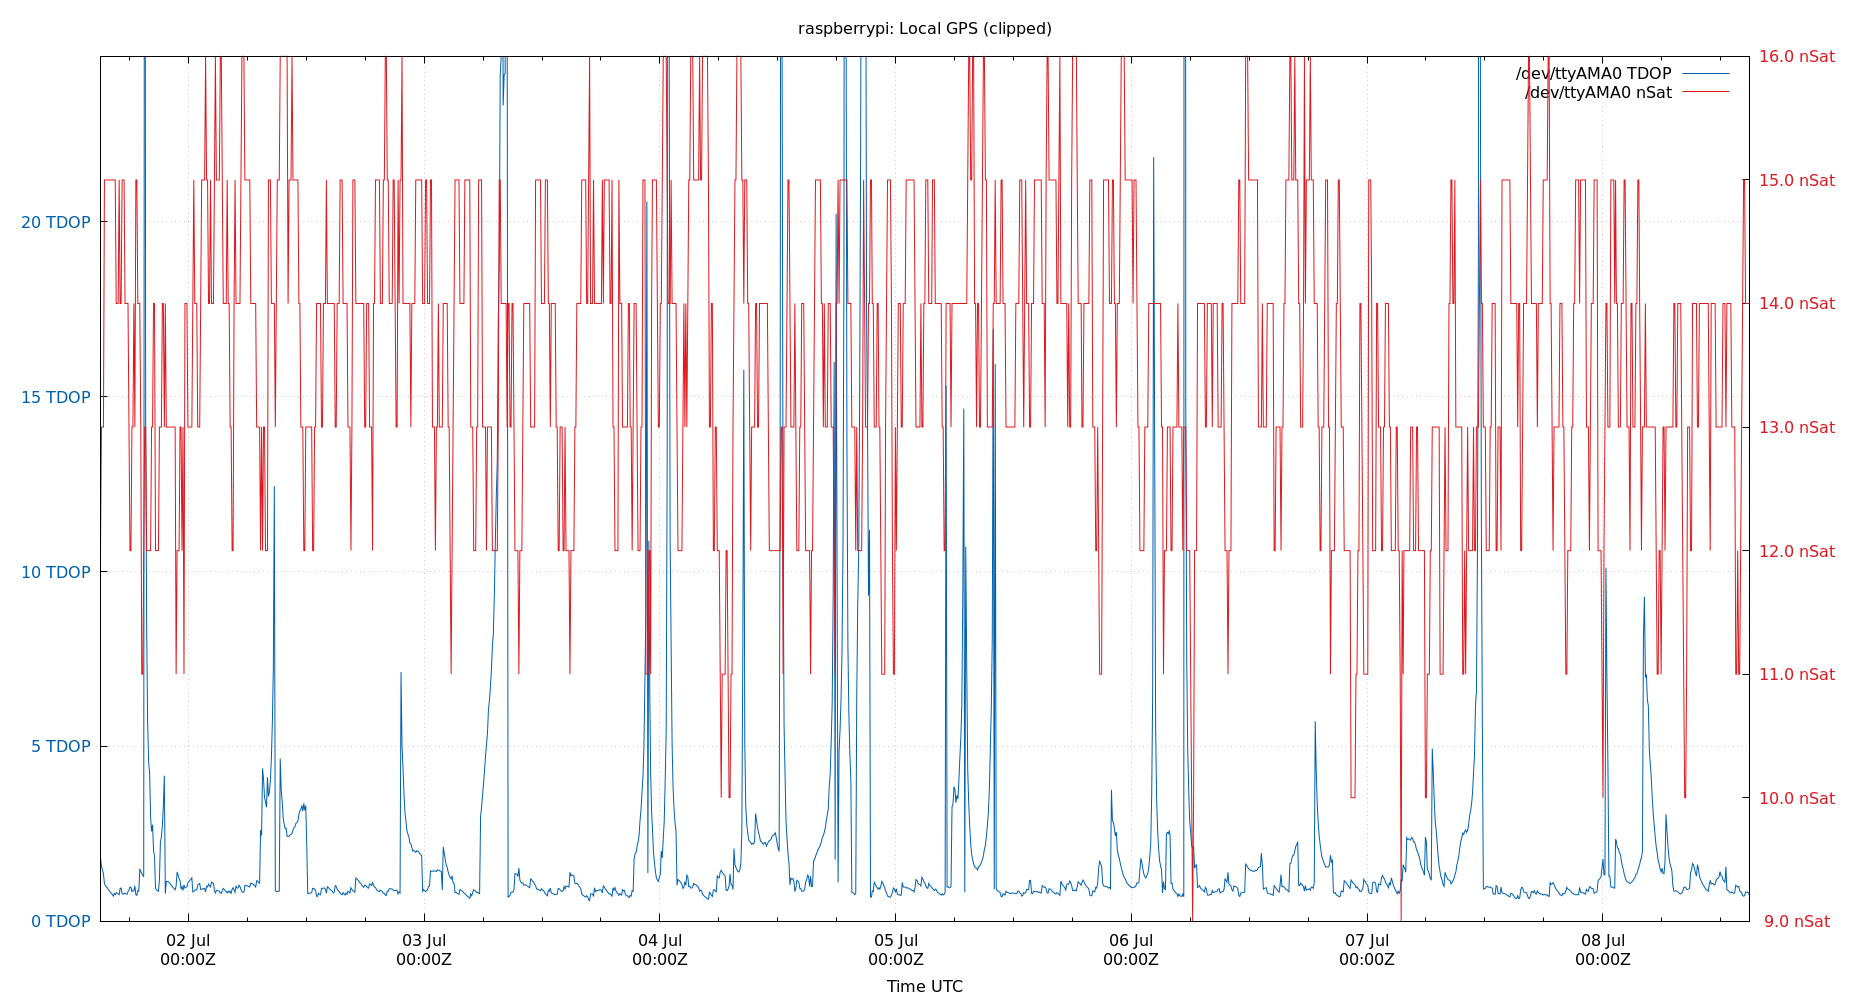 raspberrypi: Local GPS (clipped)
/dev/ttyAMA0 TDOP
/dev/ttyAMA0 nSat
20 TDOP
15 TDOP
10 TDOP
5 TDOP
0 TDOP
16.0 nSat
15.0 nSat
14.0 nSat
13.0 nSat
12.0 nSat
11.0 nSat
10.0 nSat
9.0 nSat
02 Jul 03 Jul 04 Jul 05 Jul 06 Jul 07 Jul 08 Jul
00:00Z 00:00Z 00:00Z 00:00Z 00:00Z 00:00Z 00:00Z
Time UTC